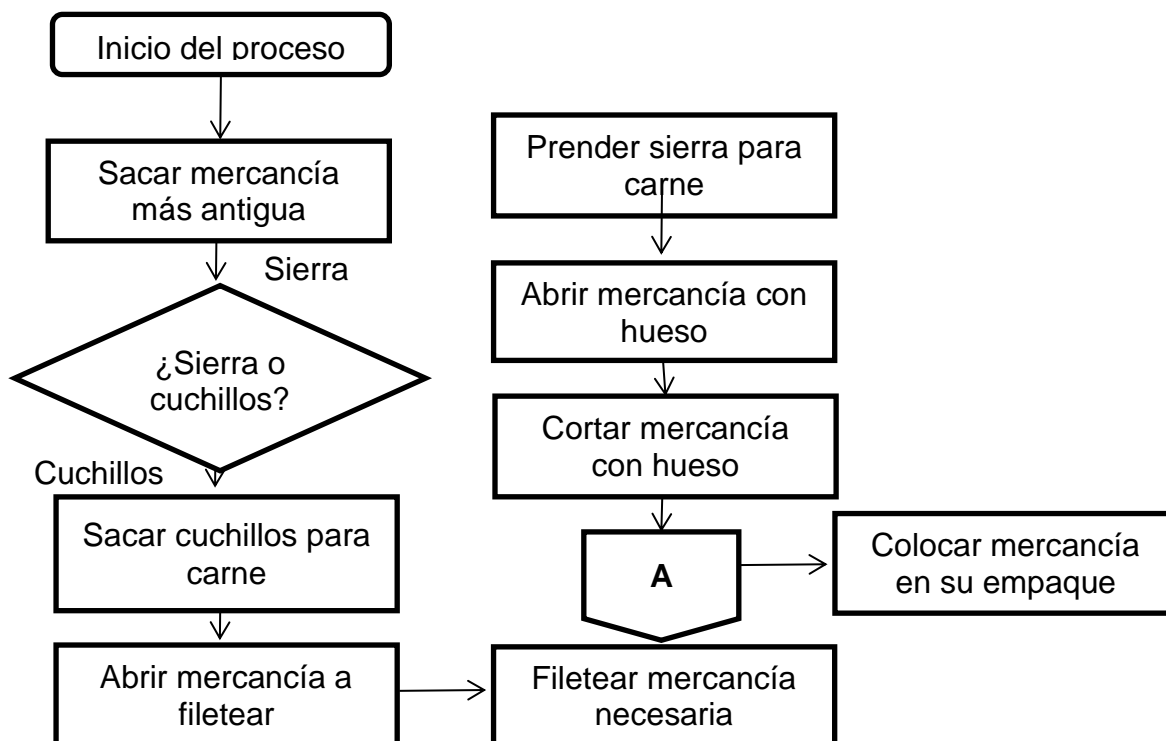 Inicio del proceso
Sacar mercancía
más antigua
Sierra
¿Sierra o
cuchillos?
Cuchillos
Sacar cuchillos para
carne
Abrir mercancía a
filetear
Prender sierra para
carne
Abrir mercancía con
hueso
Cortar mercancía
con hueso
A
Colocar mercancía
en su empaque
Filetear mercancía
necesaria